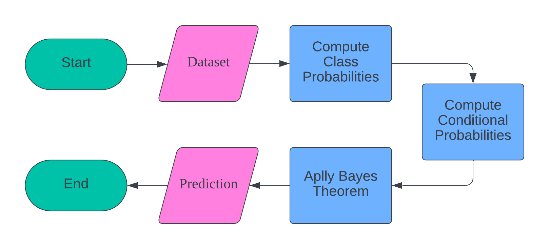 Start
Dataset
Compute
Class
Probabilities
Compute
Conditional
Probabilities
Aplly Bayes
Theorem
Prediction
End